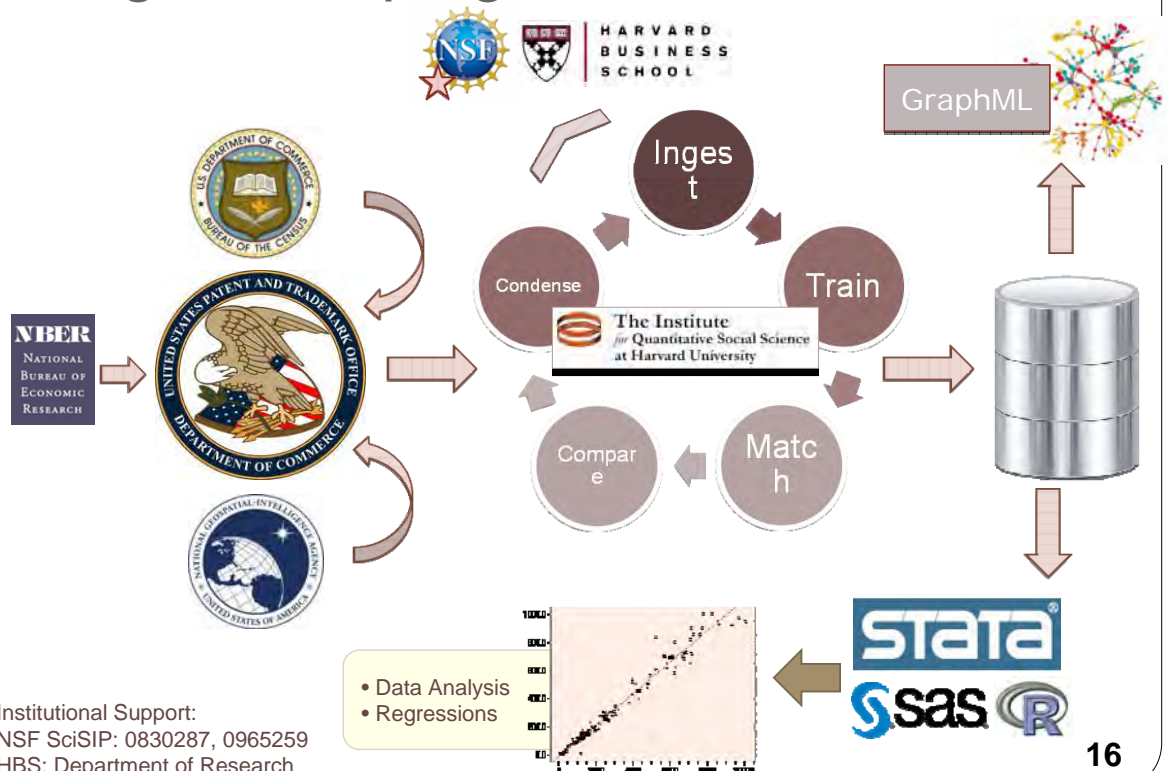 NSF
HARVARD
BUSINESS
SCHOOL
GraphML
U.S. DEPARTMENT OF COMMERCE
BUREAU OF THE CENSUS
Inges
t
Condense
Train
The Institute
for Quantitative Social Science
at Harvard University
Compar
e
Matc
h
NBER
NATIONAL
BUREAU OF
ECONOMIC
RESEARCH
UNITED STATES PATENT AND TRADEMARK OFFICE
DEPARTMENT OF COMMERCE
NATIONAL GEOSPATIAL-INTELLIGENCE AGENCY
UNITED STATES OF AMERICA
• Data Analysis
• Regressions
STATA®
sas
R
Institutional Support:
NSF SciSIP: 0830287, 0965259
HBS: Department of Research
16